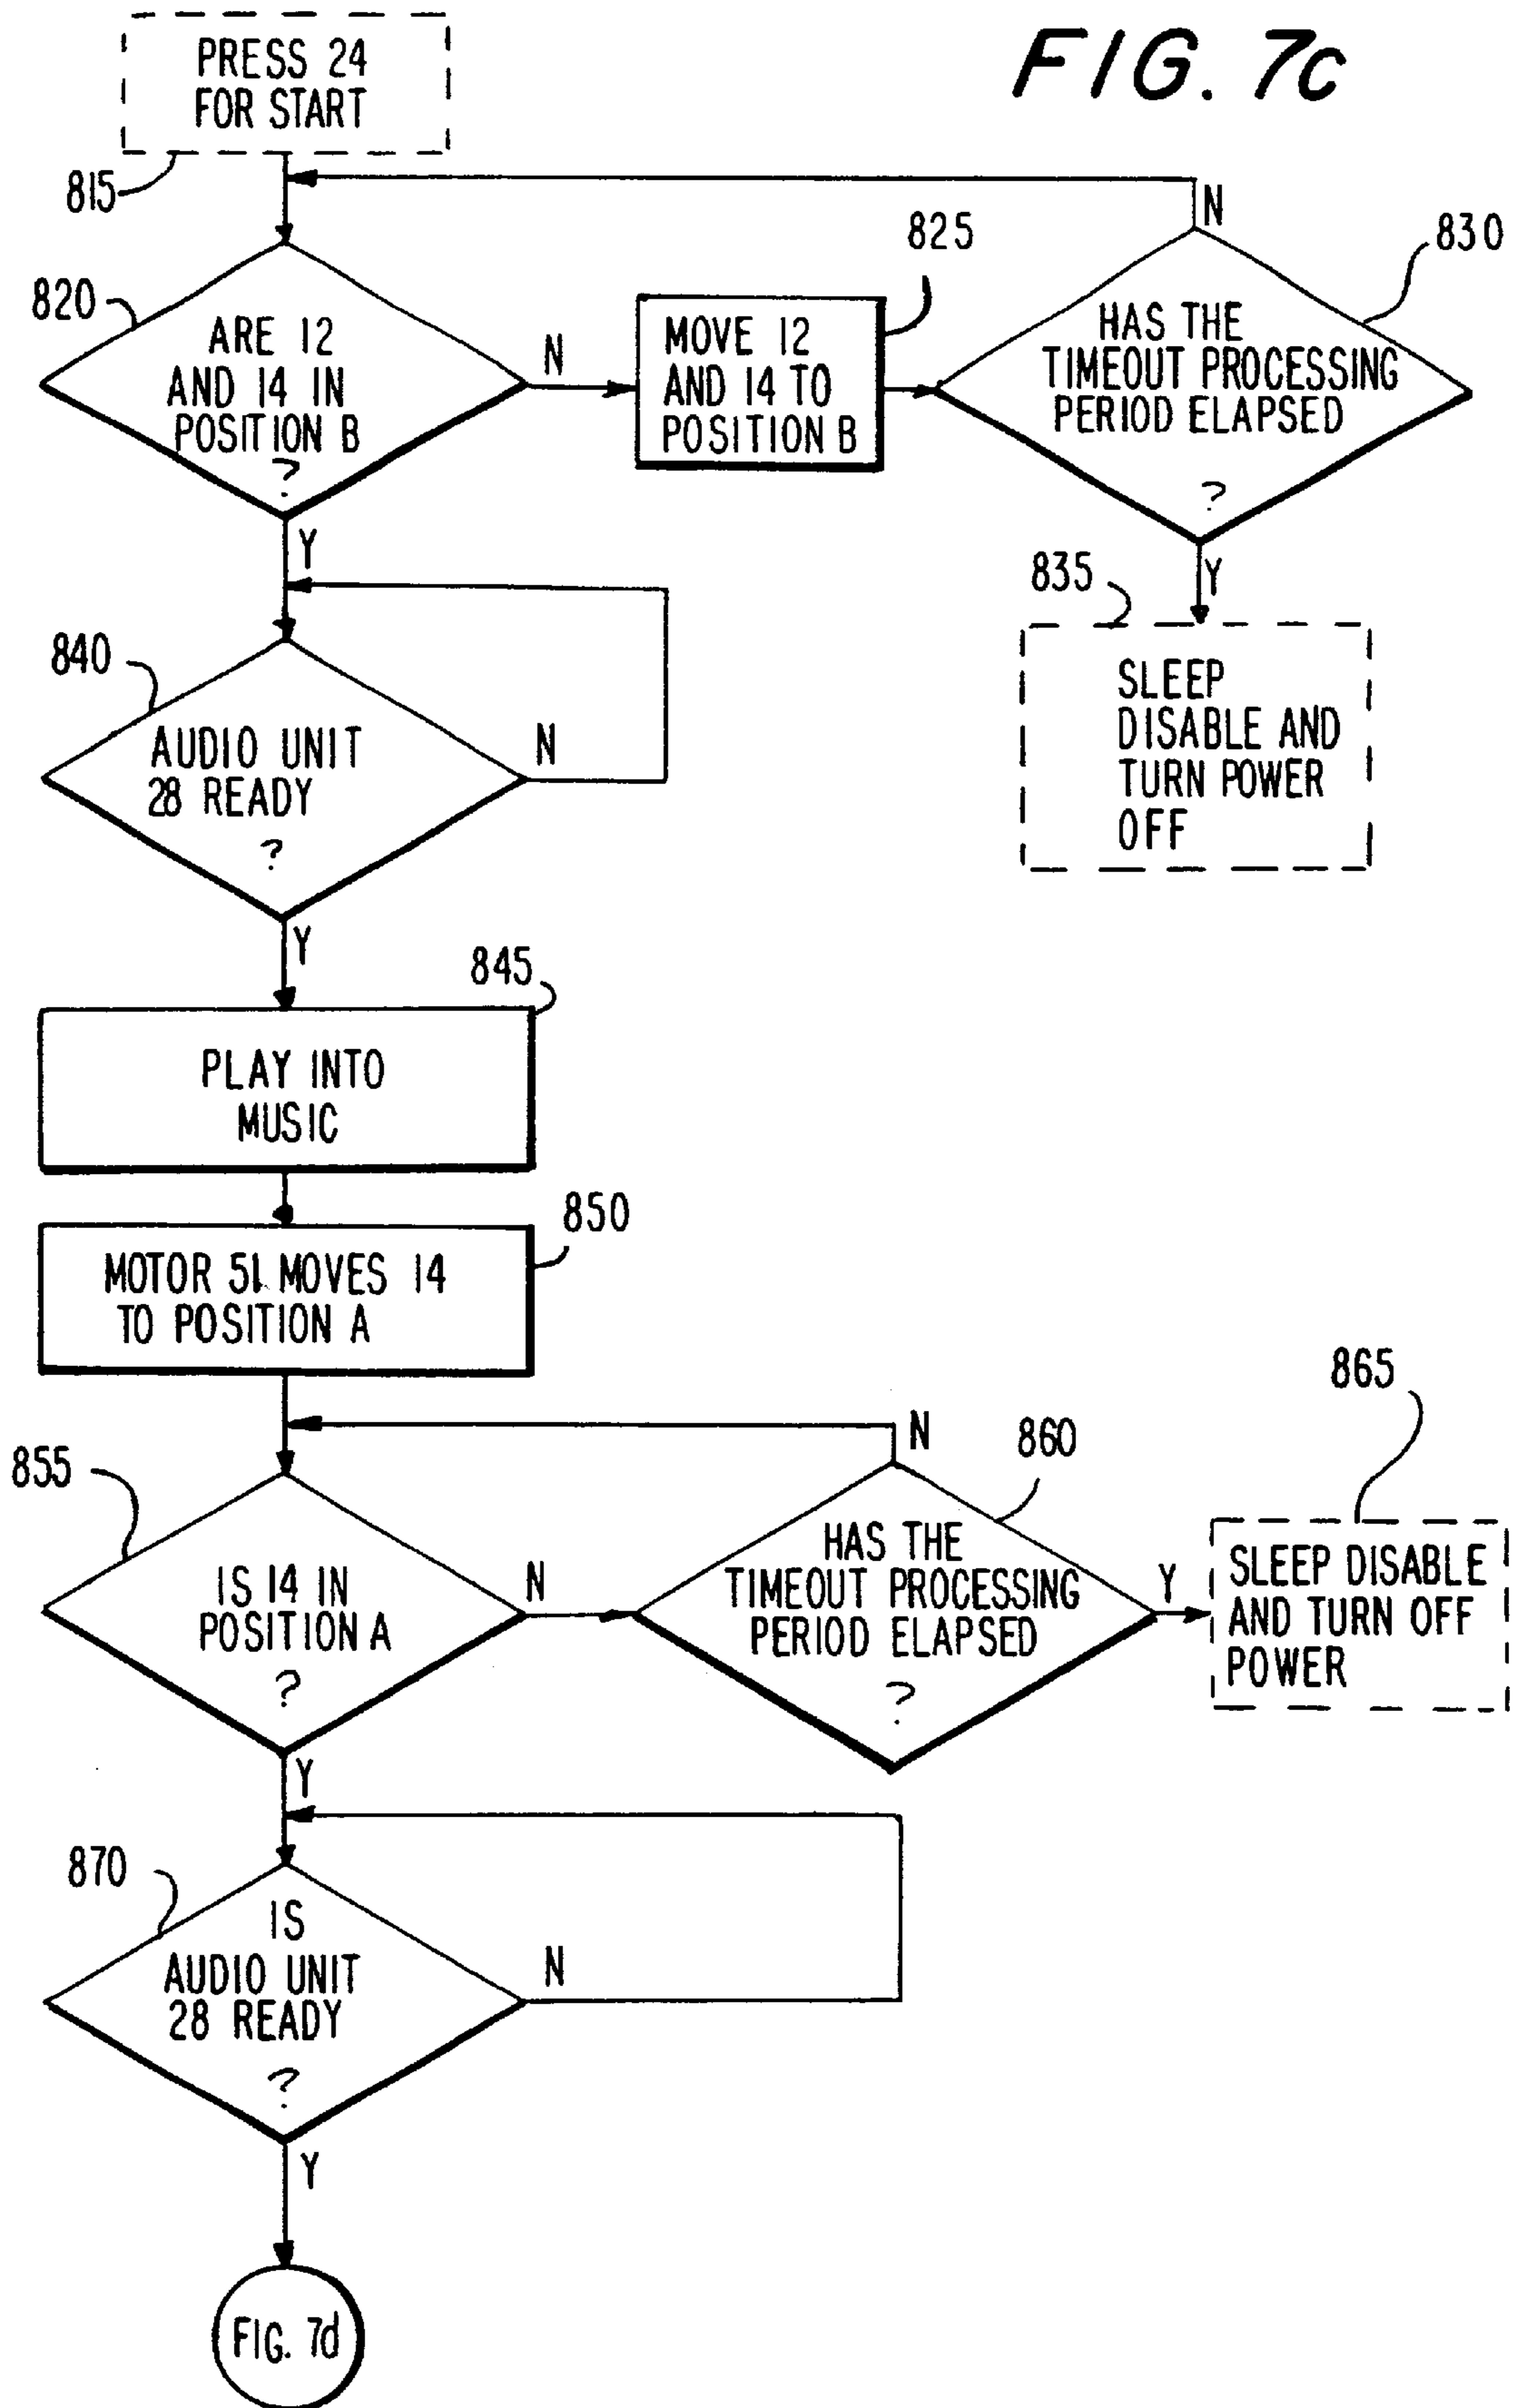 FIG. 7c
PRESS 24
FOR START
815
820
ARE 12
AND 14 IN
POSITION B
?
N
Y
825
MOVE 12
AND 14 TO
POSITION B
830
N
HAS THE
TIMEOUT PROCESSING
PERIOD ELAPSED
?
Y
835
SLEEP
DISABLE AND
TURN POWER
OFF
840
AUDIO UNIT
28 READY
?
N
Y
845
PLAY INTO
MUSIC
850
MOTOR 51 MOVES 14
TO POSITION A
855
IS 14 IN
POSITION A
?
N
Y
860
N
HAS THE
TIMEOUT PROCESSING
PERIOD ELAPSED
?
Y
865
SLEEP DISABLE
AND TURN OFF
POWER
870
IS
AUDIO UNIT
28 READY
?
N
Y
FIG. 7d